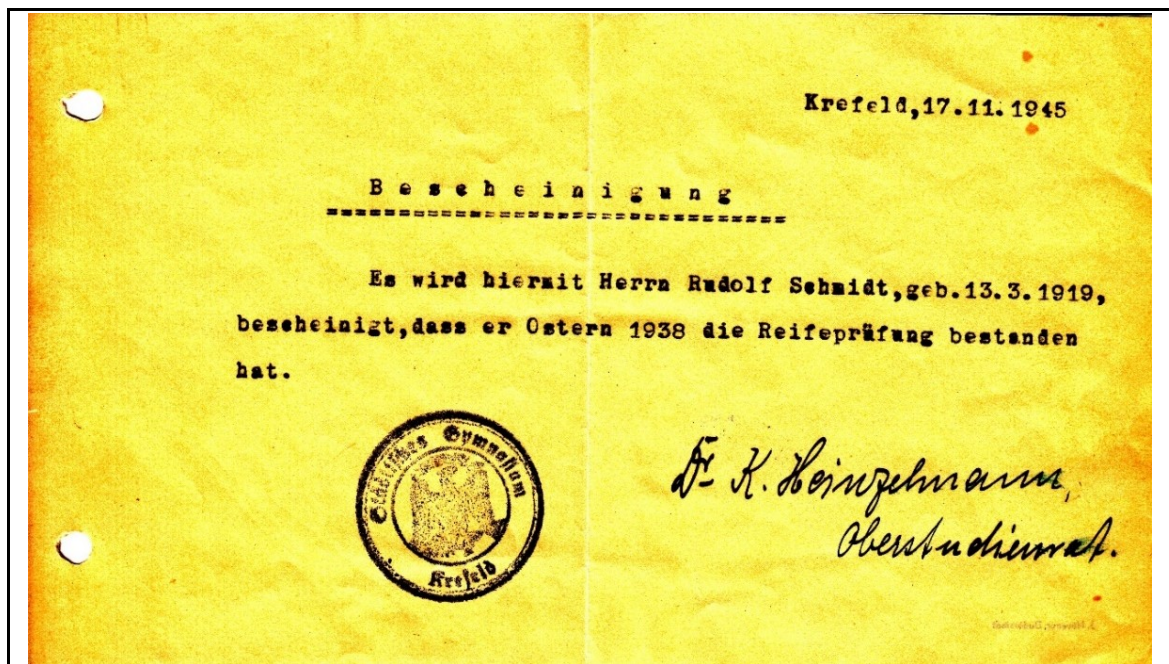 Krefeld,17.11.1945
Bescheinigung
==============================
Es wird hiermit Herrn Rudolf Schmidt,geb.13.3.1919,
bescheinigt,dass er Ostern 1938 die Reifeprüfung bestanden
hat.
Städtisches Gymnasium
Krefeld
Dr K. Heinzelmann,
Oberstudienrat.